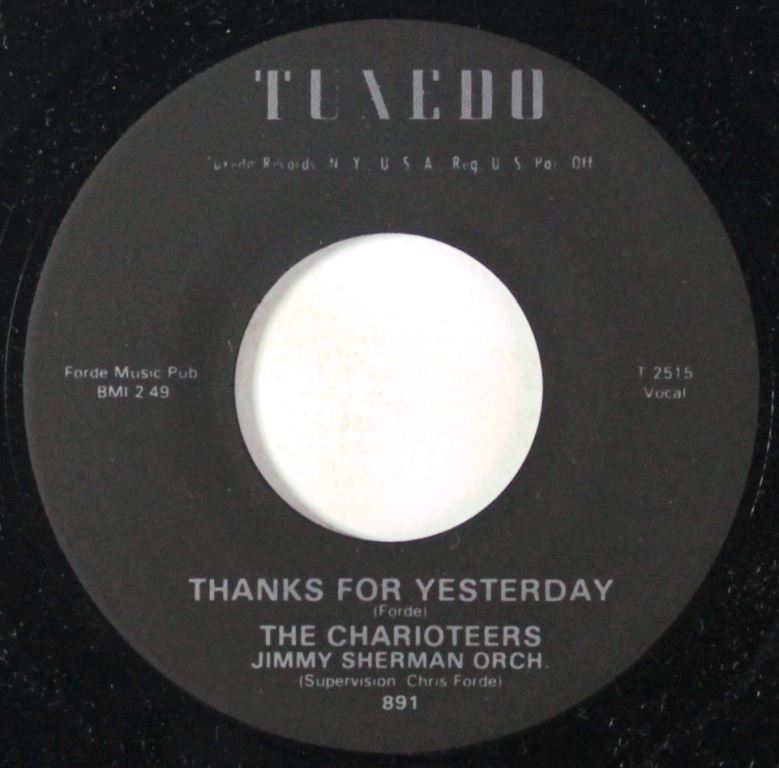 TUXEDO
Tuxedo Records N. Y. U. S. A. Reg. U. S. Pat. Off
Forde Music Pub
BMI 2 49
T 2515
Vocal
THANKS FOR YESTERDAY
(Forde)
THE CHARIOTEERS
JIMMY SHERMAN ORCH.
(Supervision Chris Forde)
891